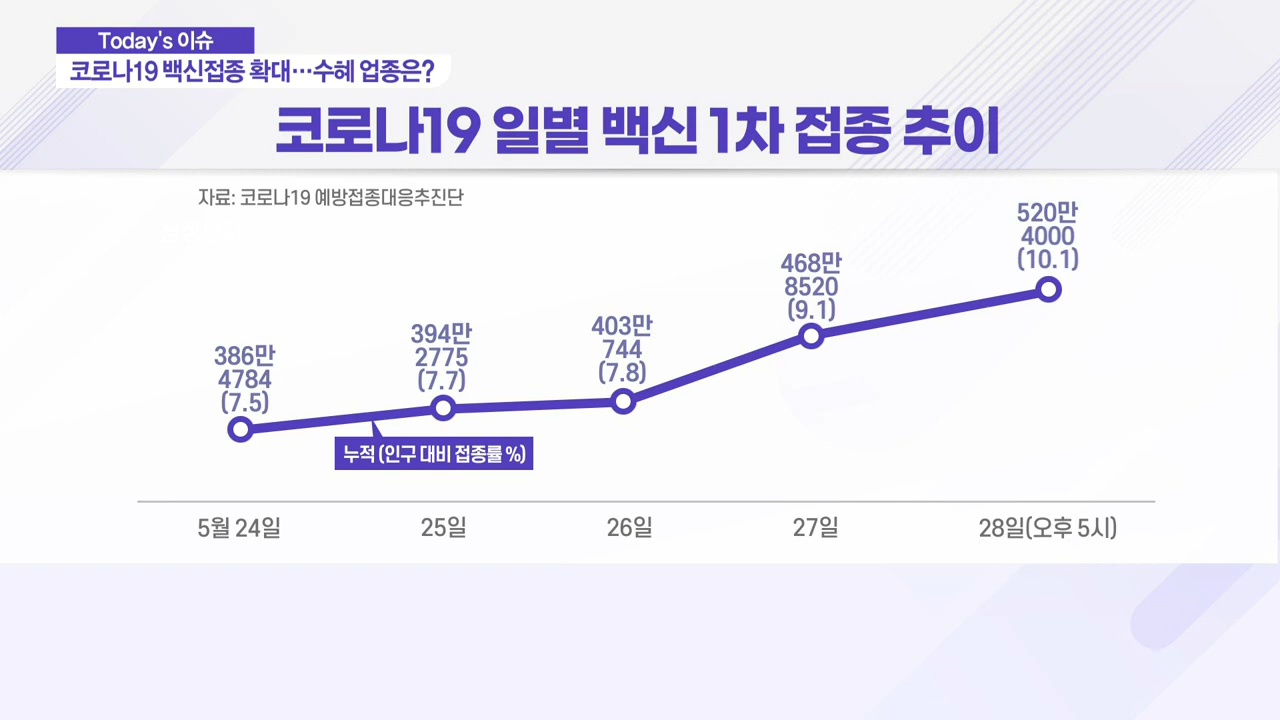 Today's 이슈
코로나19 백신접종 확대…수혜 업종은?
코로나19 일별 백신 1차 접종 추이
자료: 코로나19 예방접종대응추진단
386만
4784
(7.5)
394만
2775
(7.7)
403만
744
(7.8)
468만
8520
(9.1)
520만
4000
(10.1)
누적 (인구 대비 접종률 %)
5월 24일
25일
26일
27일
28일(오후 5시)